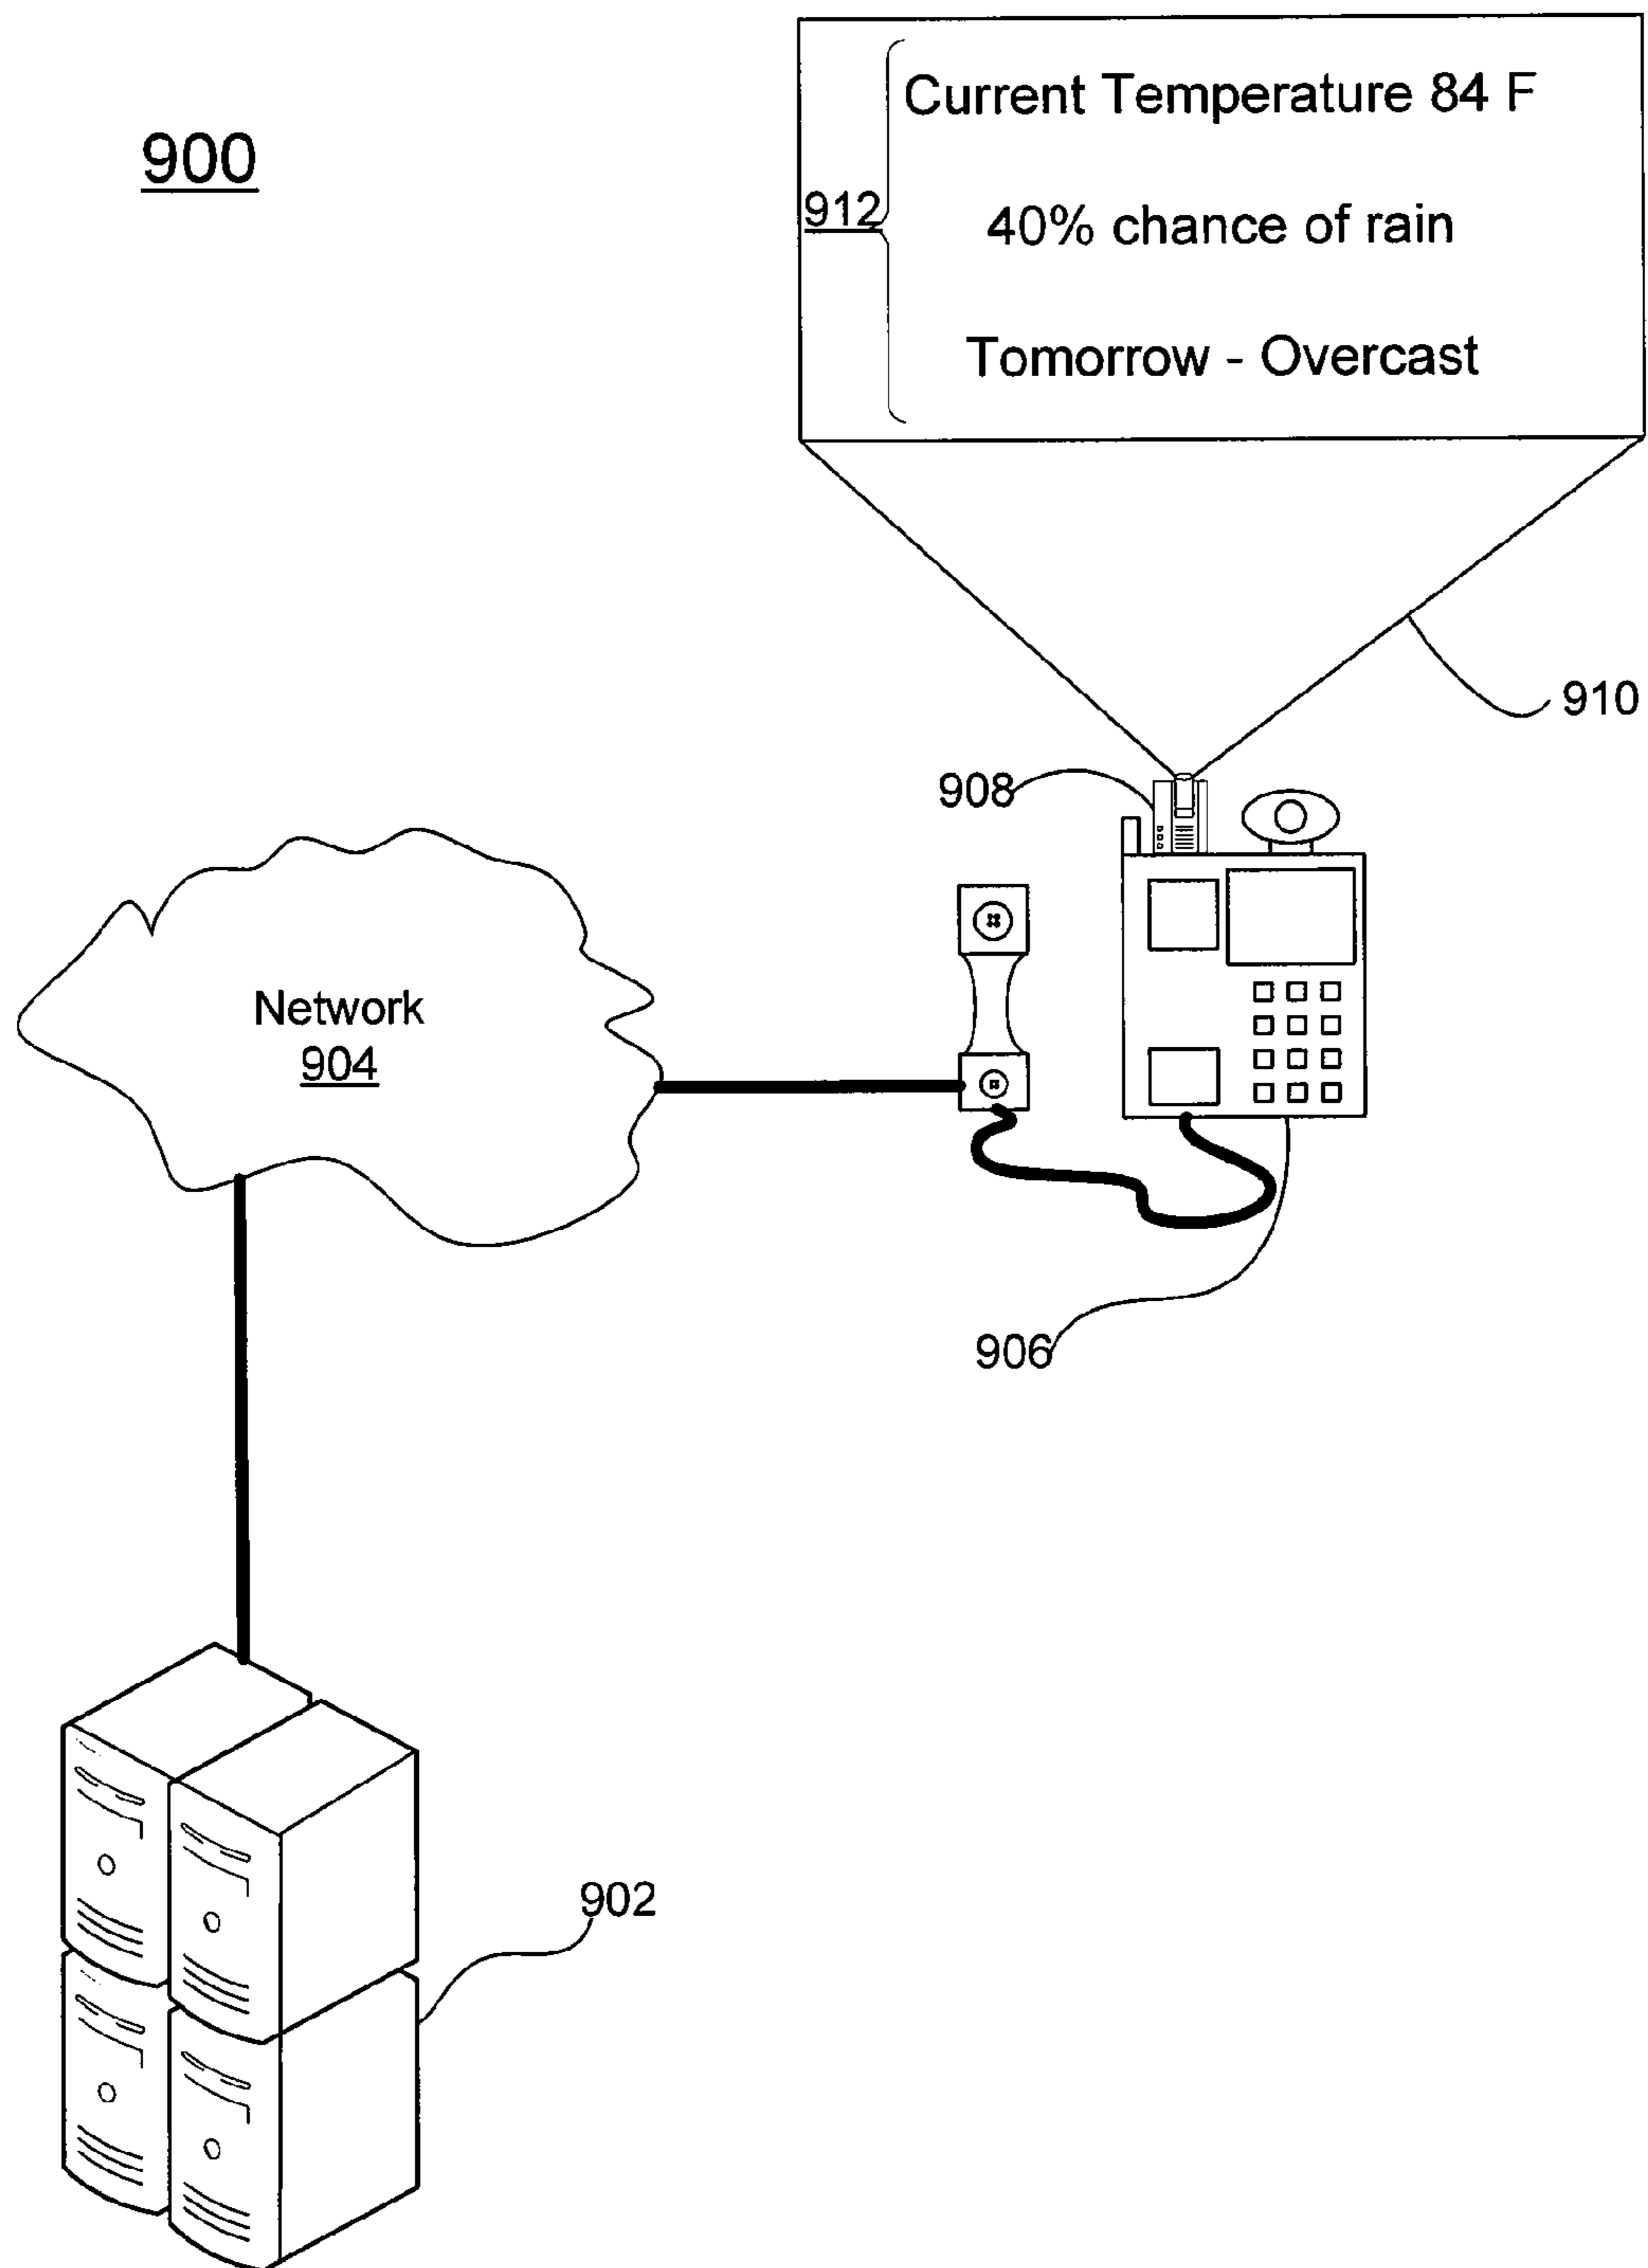 900
912
Current Temperature 84 F
40% chance of rain
Tomorrow - Overcast
910
908
Network
904
906
902